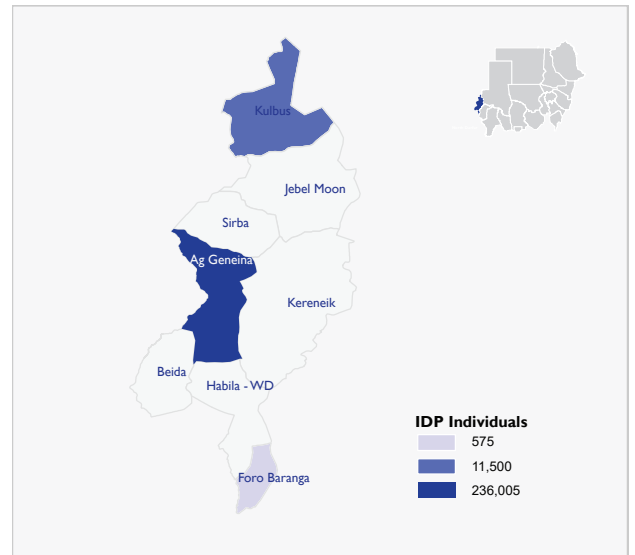 Kulbus
Jebel Moon
Sirba
Ag Geneina
Kereneik
Beida
Habila - WD
Foro Baranga
IDP Individuals
575
11,500
236,005